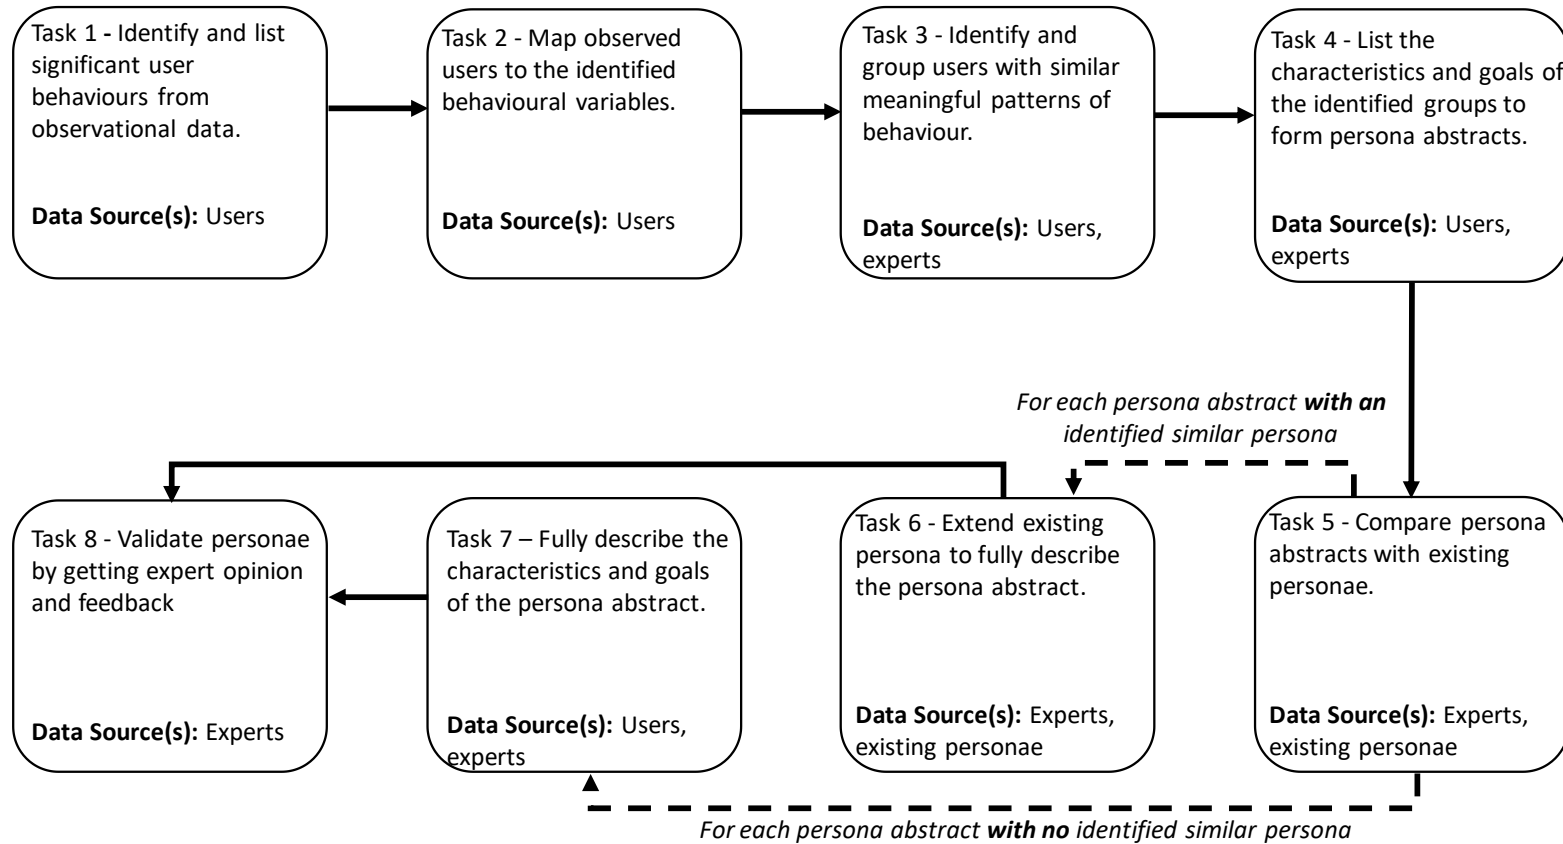 Task 1 - Identify and list
significant user
behaviours from
observational data.
Data Source(s): Users
Task 2 - Map observed
users to the identified
behavioural variables.
Data Source(s): Users
Task 3 - Identify and
group users with similar
meaningful patterns of
behaviour.
Data Source(s): Users,
experts
Task 4 - List the
characteristics and goals of
the identified groups to
form persona abstracts.
Data Source(s): Users,
experts
For each persona abstract with an
identified similar persona
Task 8 - Validate personae
by getting expert opinion
and feedback
Data Source(s): Experts
Task 7 – Fully describe the
characteristics and goals
of the persona abstract.
Data Source(s): Users,
experts
Task 6 - Extend existing
persona to fully describe
the persona abstract.
Data Source(s): Experts,
existing personae
Task 5 - Compare persona
abstracts with existing
personae.
Data Source(s): Experts,
existing personae
For each persona abstract with no identified similar persona